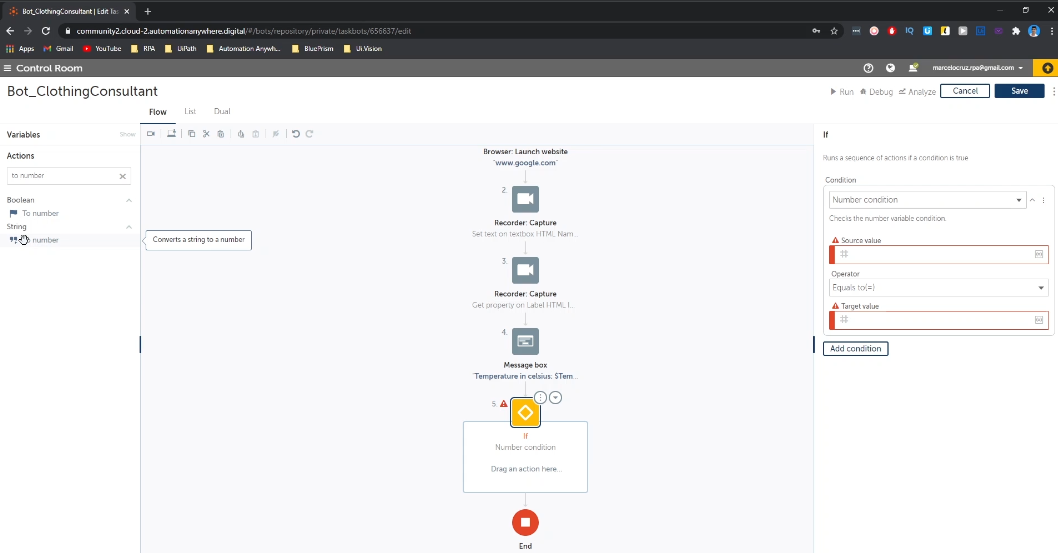 Bot_ClothingConsultant | Edit Tas
community2.cloud-2.automationanywhere.digital/#/bots/repository/private/taskbots/656637/edit
Apps Gmail YouTube RPA UiPath Automation Anywh... BluePrism Ui.Vision
Control Room
marcelocruz.rpa@gmail.com
Bot_ClothingConsultant
Run Debug Analyze Cancel Save
Flow List Dual
Variables Show
Actions
to number
Boolean
To number
String
To number
Converts a string to a number
Browser: Launch website
"www.google.com"
2.
Recorder: Capture
Set text on textbox HTML Nam...
3.
Recorder: Capture
Get property on Label HTML I...
4.
Message box
"Temperature in celsius: $Tem...
5.
If
Number condition
Drag an action here...
End
If
Runs a sequence of actions if a condition is true
Condition
Number condition
Checks the number variable condition.
Source value
#
Operator
Equals to(=)
Target value
#
Add condition